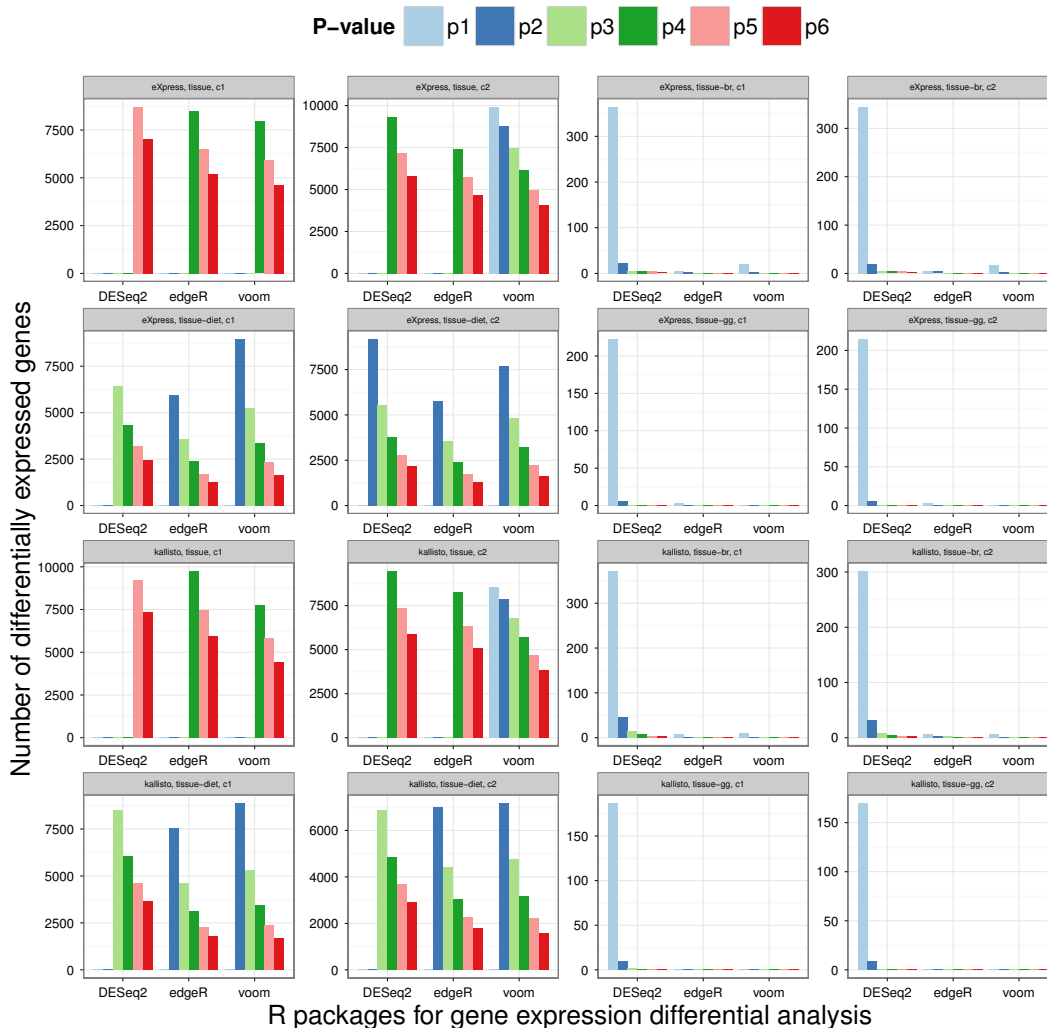 P−value p1 p2 p3 p4 p5 p6
Number of differentially expressed genes
eXpress, tissue, c1
7500
5000
2500
0
DESeq2 edgeR voom
eXpress, tissue, c2
10000
7500
5000
2500
0
DESeq2 edgeR voom
eXpress, tissue−br, c1
300
200
100
0
DESeq2 edgeR voom
eXpress, tissue−br, c2
300
200
100
0
DESeq2 edgeR voom
eXpress, tissue−diet, c1
7500
5000
2500
0
DESeq2 edgeR voom
eXpress, tissue−diet, c2
7500
5000
2500
0
DESeq2 edgeR voom
eXpress, tissue−gg, c1
200
150
100
50
0
DESeq2 edgeR voom
eXpress, tissue−gg, c2
200
150
100
50
0
DESeq2 edgeR voom
kallisto, tissue, c1
10000
7500
5000
2500
0
DESeq2 edgeR voom
kallisto, tissue, c2
7500
5000
2500
0
DESeq2 edgeR voom
kallisto, tissue−br, c1
300
200
100
0
DESeq2 edgeR voom
kallisto, tissue−br, c2
300
200
100
0
DESeq2 edgeR voom
kallisto, tissue−diet, c1
7500
5000
2500
0
DESeq2 edgeR voom
kallisto, tissue−diet, c2
6000
4000
2000
0
DESeq2 edgeR voom
kallisto, tissue−gg, c1
150
100
50
0
DESeq2 edgeR voom
kallisto, tissue−gg, c2
150
100
50
0
DESeq2 edgeR voom
R packages for gene expression differential analysis